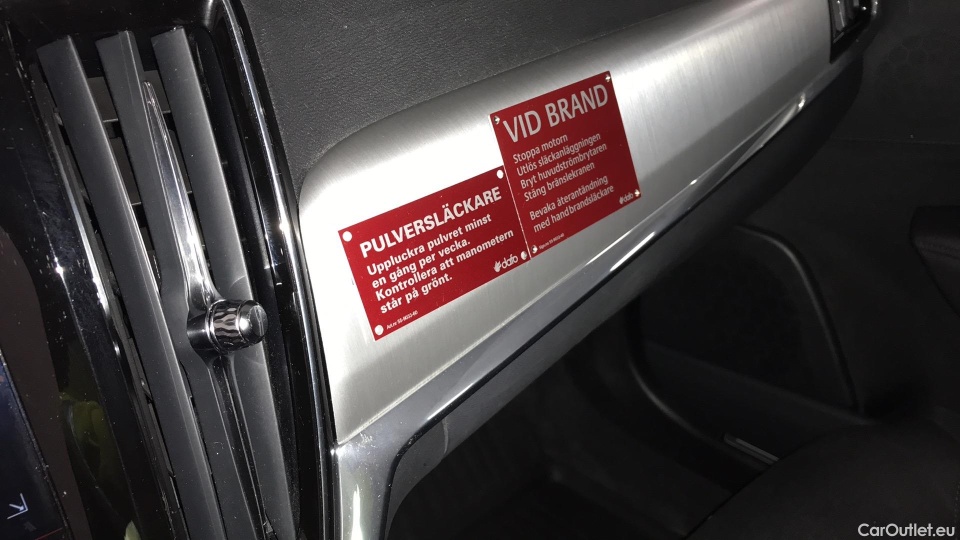 VID BRAND
Stoppa motorn
Utlös släckanläggningen
Bryt huvudströmbrytaren
Stäng bränslekranen
Bevaka återantändning
med handbrandsläckare
dafo
PULVERSLÄCKARE
Uppluckra pulvret minst
en gång per vecka.
Kontrollera att manometern
står på grönt.
dafo
CarOutlet.eu